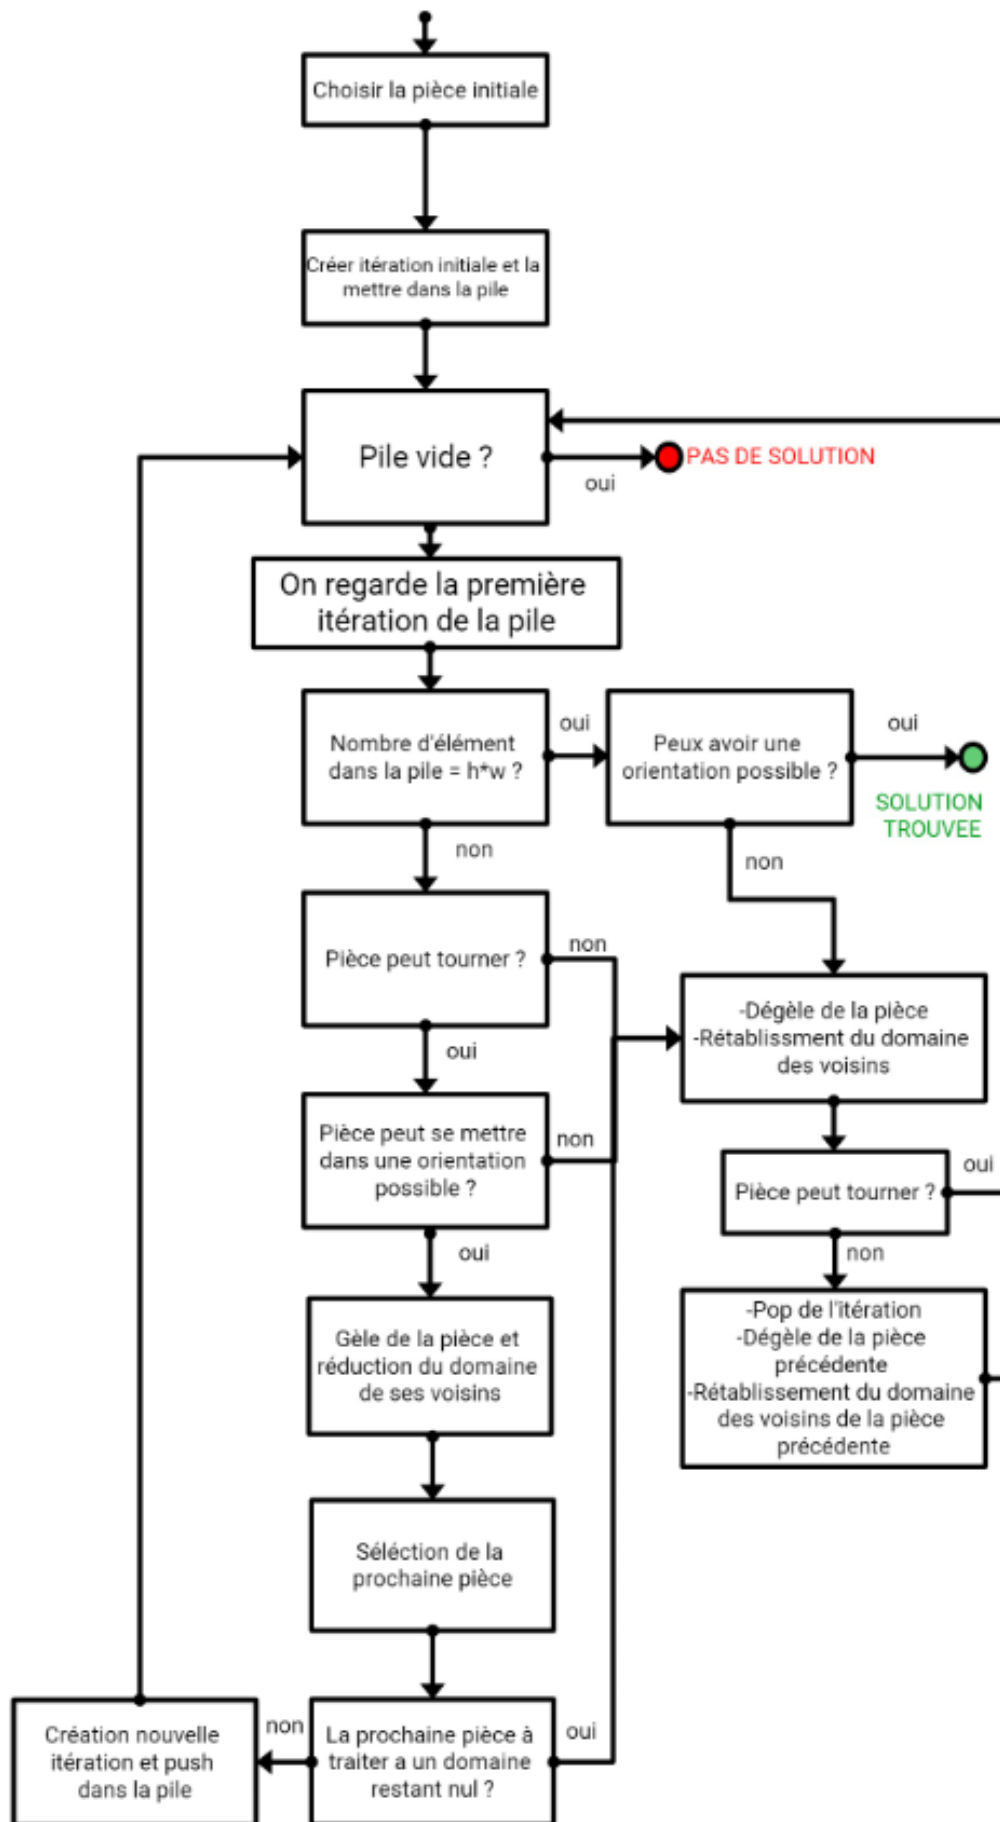 Choisir la pièce initiale
Créer itération initiale et la
mettre dans la pile
Pile vide ?
oui
PAS DE SOLUTION
On regarde la première
itération de la pile
Nombre d'élément
dans la pile = h*w ?
oui
Peux avoir une
orientation possible ?
oui
SOLUTION
TROUVEE
non
non
Pièce peut tourner ?
non
oui
-Dégèle de la pièce
-Rétablissment du domaine
des voisins
Pièce peut se mettre
dans une orientation
possible ?
non
oui
Pièce peut tourner ?
oui
non
Gèle de la pièce et
réduction du domaine
de ses voisins
-Pop de l'itération
-Dégèle de la pièce
précédente
-Rétablissement du domaine
des voisins de la pièce
précédente
Séléction de la
prochaine pièce
La prochaine pièce à
traiter a un domaine
restant nul ?
oui
non
Création nouvelle
itération et push
dans la pile